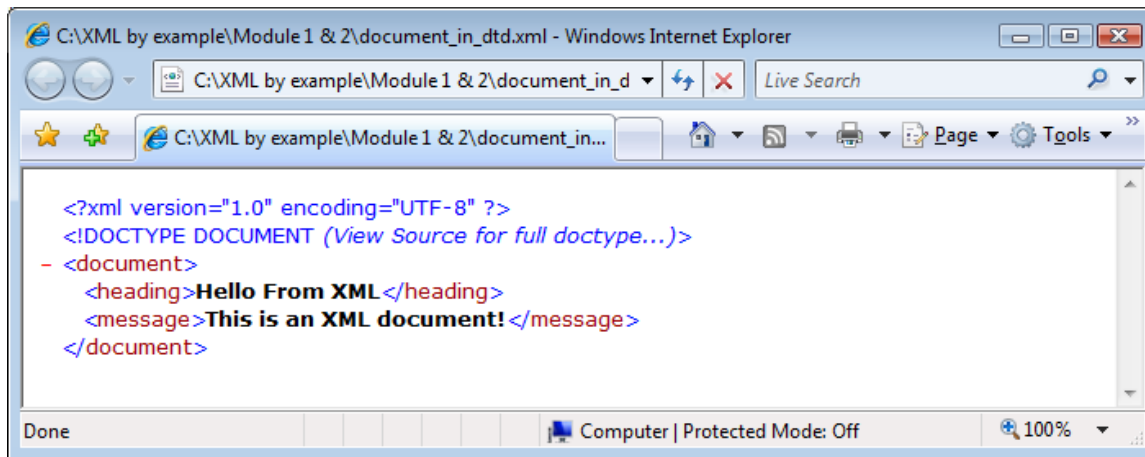 C:\XML by example\Module 1 & 2\document_in_dtd.xml - Windows Internet Explorer
C:\XML by example\Module 1 & 2\document_in_d
Live Search
C:\XML by example\Module 1 & 2\document_in...
Page
Tools
»
<?xml version="1.0" encoding="UTF-8" ?>
<!DOCTYPE DOCUMENT (View Source for full doctype...)>
- <document>
<heading>Hello From XML</heading>
<message>This is an XML document!</message>
</document>
Done
Computer | Protected Mode: Off
100%